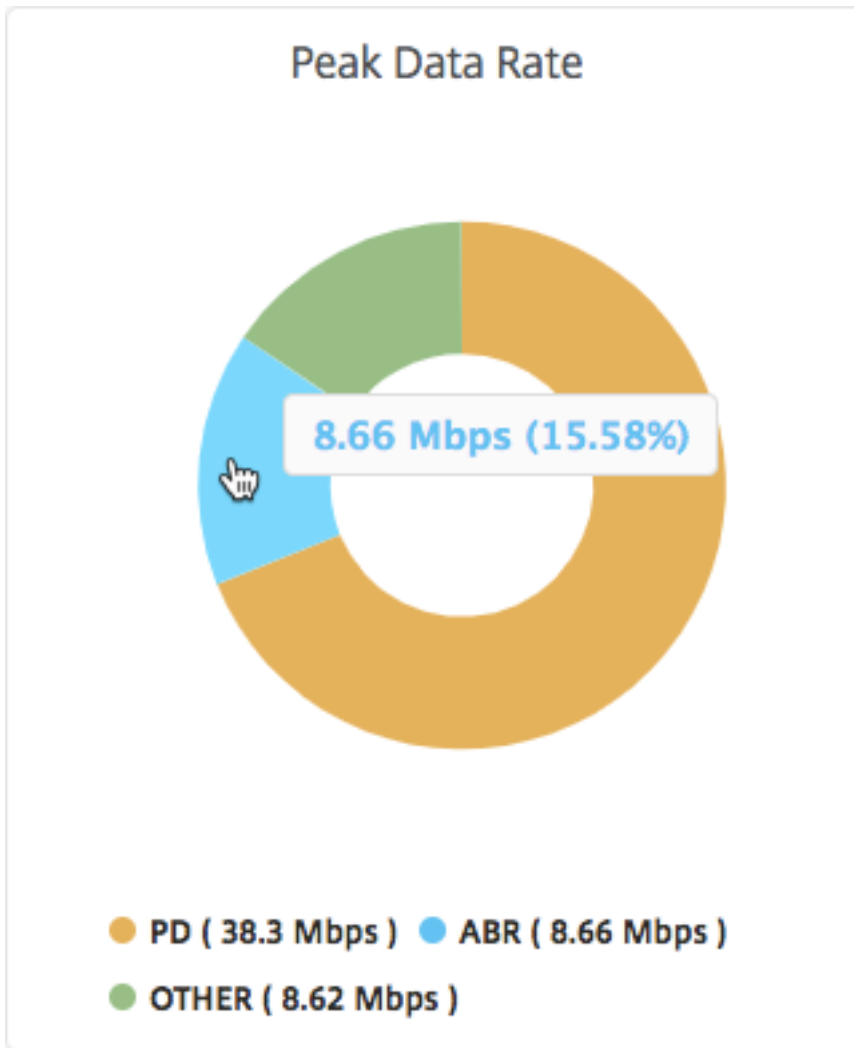 Peak Data Rate
8.66 Mbps (15.58%)
PD ( 38.3 Mbps ) ABR ( 8.66 Mbps )
OTHER ( 8.62 Mbps )